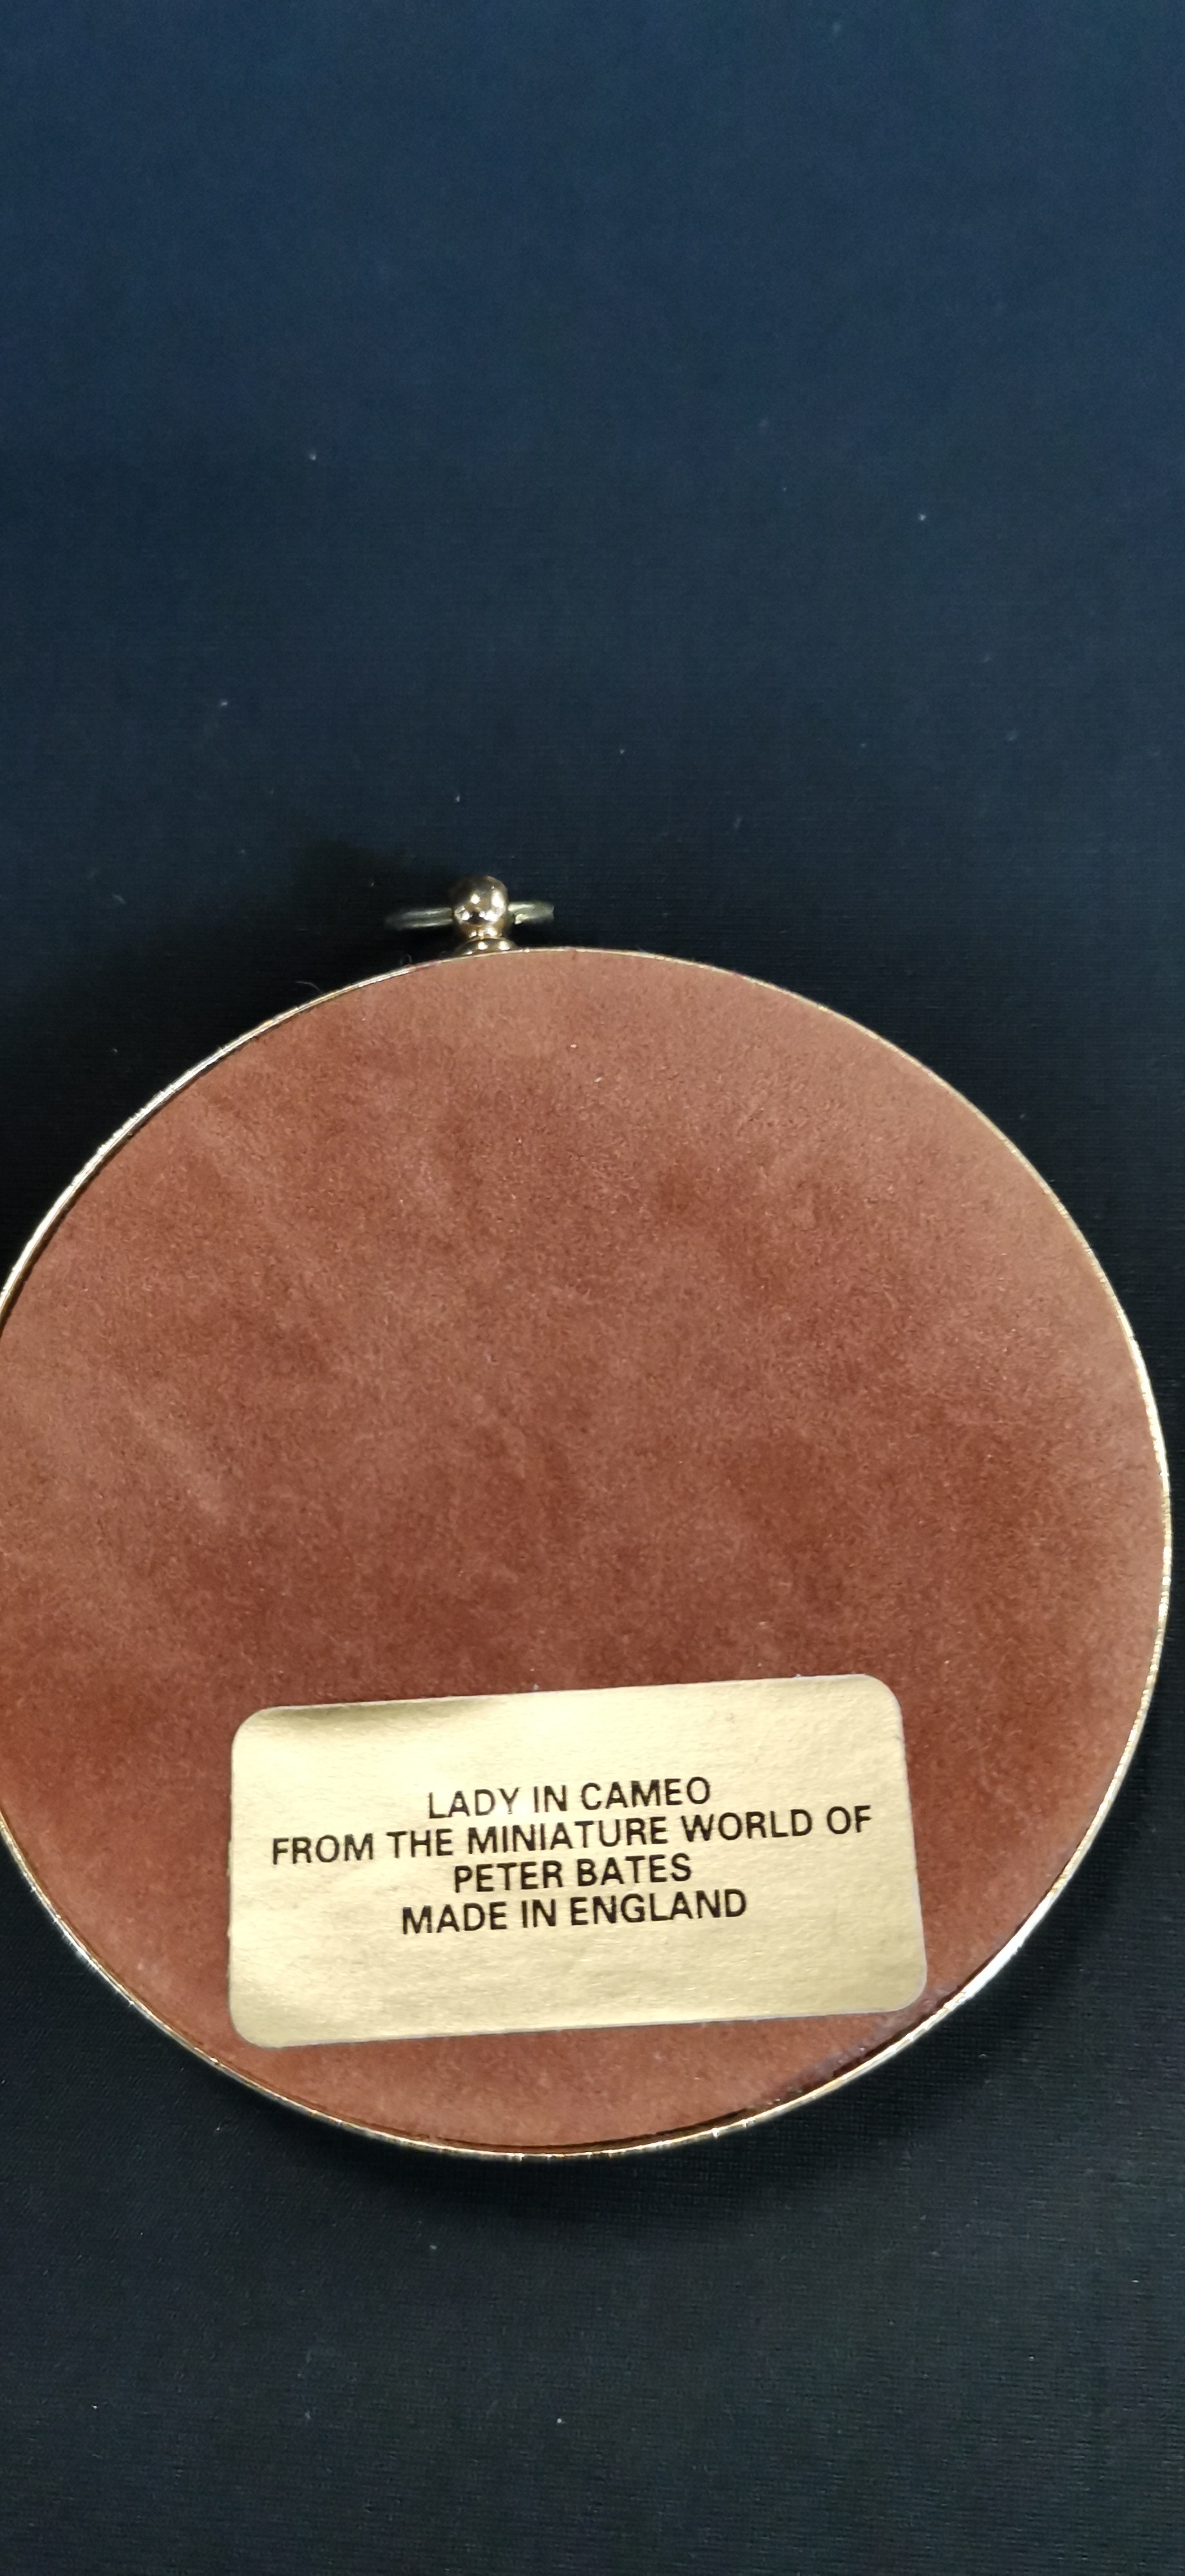 LADY IN CAMEO
FROM THE MINIATURE WORLD OF
PETER BATES
MADE IN ENGLAND